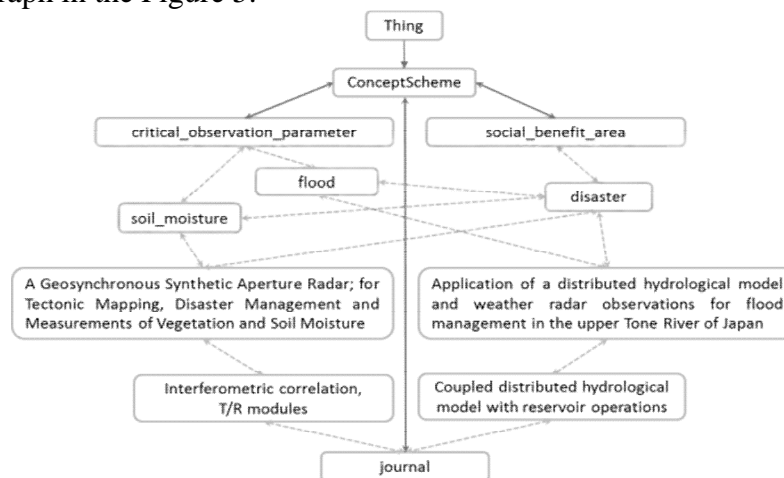 raph in the Figure 3.
Thing
ConceptScheme
critical_observation_parameter
social_benefit_area
flood
disaster
soil_moisture
A Geosynchronous Synthetic Aperture Radar; for
Tectonic Mapping, Disaster Management and
Measurements of Vegetation and Soil Moisture
Application of a distributed hydrological model
and weather radar observations for flood
management in the upper Tone River of Japan
Interferometric correlation,
T/R modules
Coupled distributed hydrological
model with reservoir operations
journal